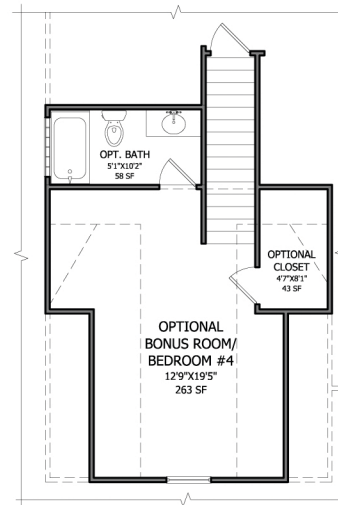 OPT. BATH
5'1"X10'2"
58 SF
OPTIONAL
CLOSET
4'7"X8'1"
43 SF
OPTIONAL
BONUS ROOM/
BEDROOM #4
12'9"X19'5"
263 SF